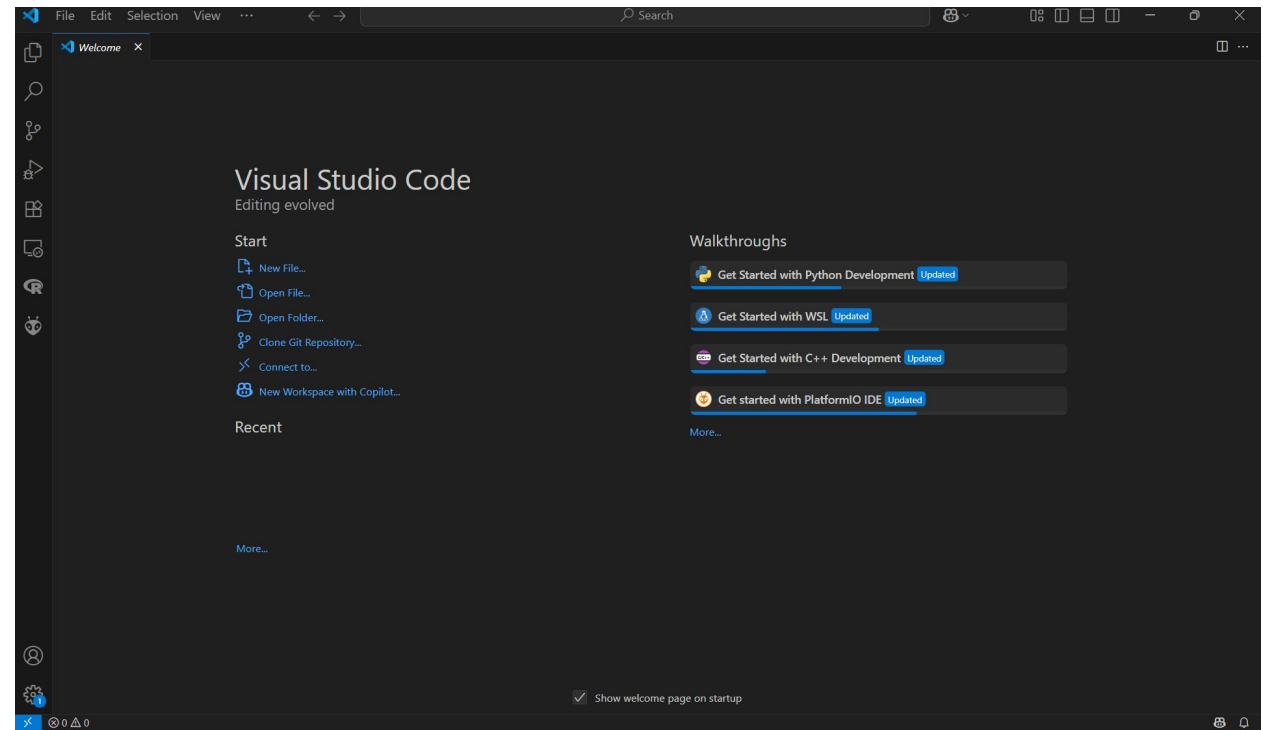 File Edit Selection View ··· Search
Welcome
Visual Studio Code
Editing evolved
Start
New File...
Open File...
Open Folder...
Clone Git Repository...
Connect to...
New Workspace with Copilot...
Recent
More...
Walkthroughs
Get Started with Python Development Updated
Get Started with WSL Updated
Get Started with C++ Development Updated
Get started with PlatformIO IDE Updated
More...
Show welcome page on startup
1
0 0